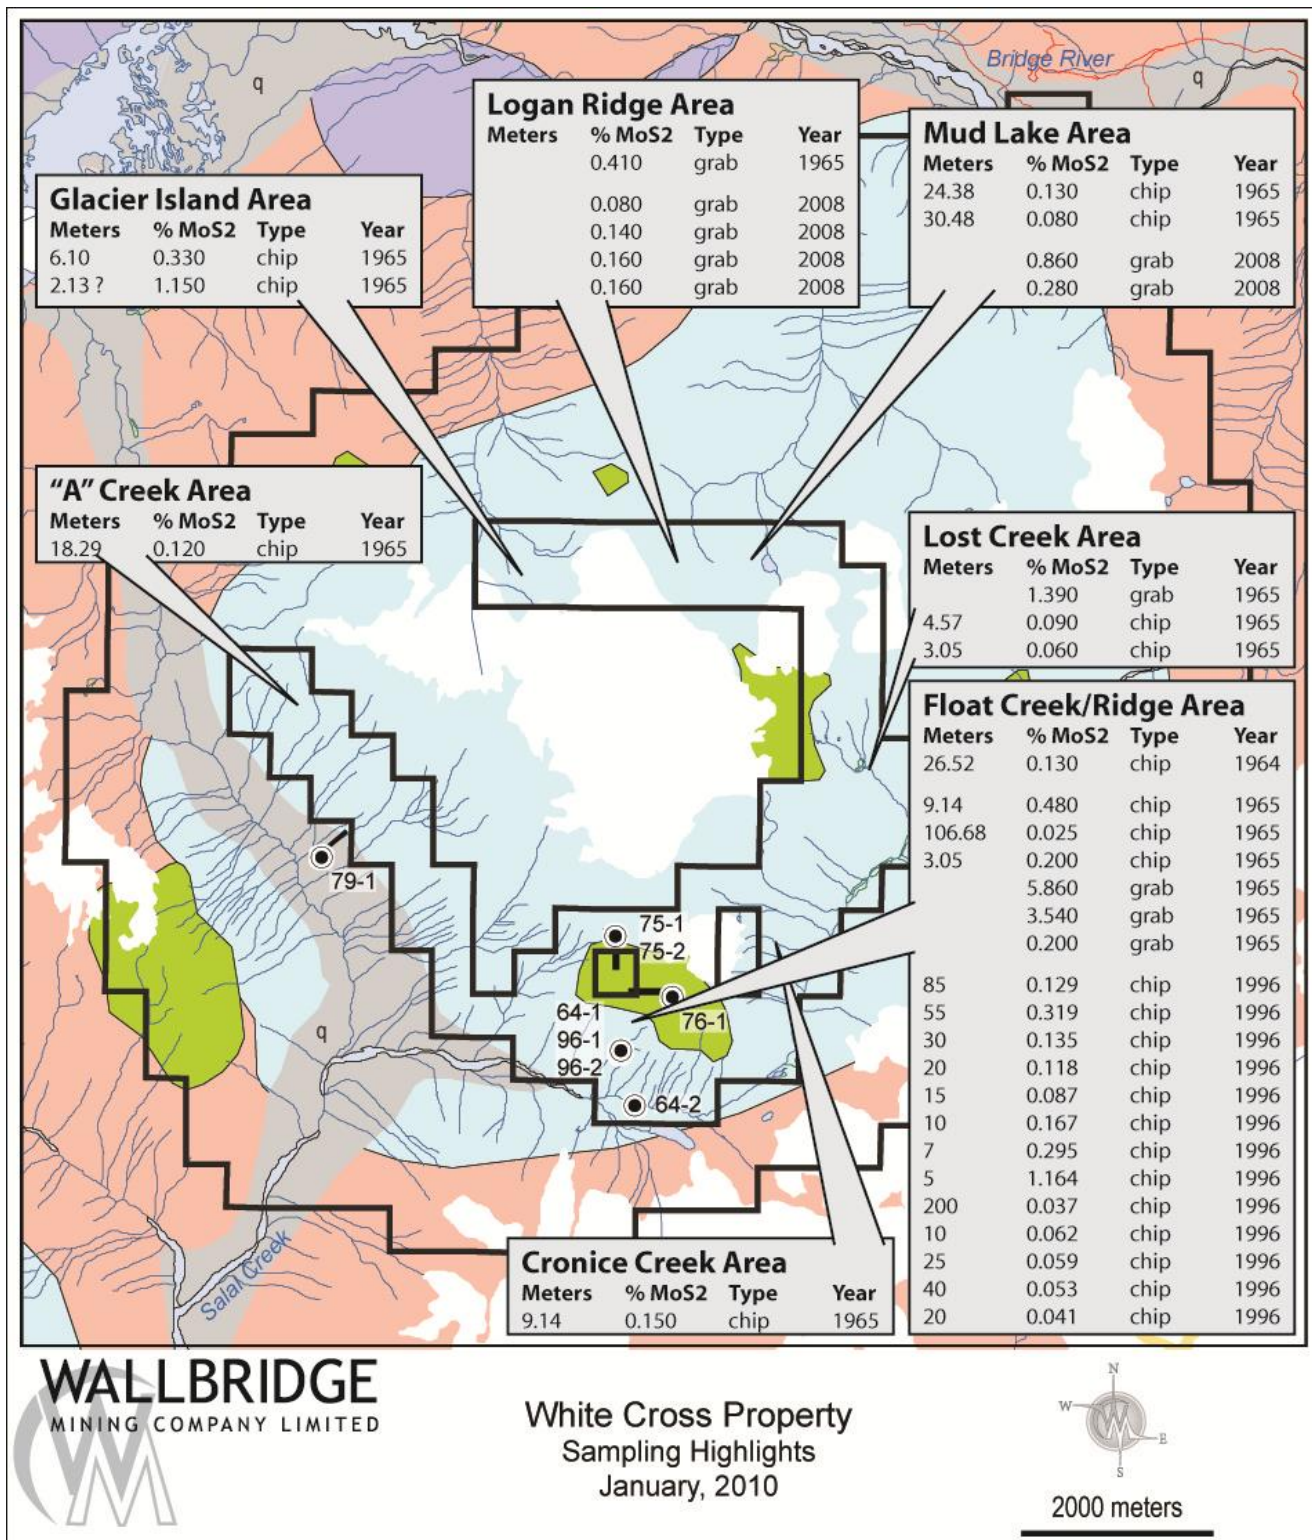 Bridge River
q
q
Logan Ridge Area
Meters % MoS2 Type Year
0.410 grab 1965
0.080 grab 2008
0.140 grab 2008
0.160 grab 2008
0.160 grab 2008
Mud Lake Area
Meters % MoS2 Type Year
24.38 0.130 chip 1965
30.48 0.080 chip 1965
0.860 grab 2008
0.280 grab 2008
Glacier Island Area
Meters % MoS2 Type Year
6.10 0.330 chip 1965
2.13 ? 1.150 chip 1965
"A" Creek Area
Meters % MoS2 Type Year
18.29 0.120 chip 1965
Lost Creek Area
Meters % MoS2 Type Year
1.390 grab 1965
4.57 0.090 chip 1965
3.05 0.060 chip 1965
Float Creek/Ridge Area
Meters % MoS2 Type Year
26.52 0.130 chip 1964
9.14 0.480 chip 1965
106.68 0.025 chip 1965
3.05 0.200 chip 1965
5.860 grab 1965
3.540 grab 1965
0.200 grab 1965
85 0.129 chip 1996
55 0.319 chip 1996
30 0.135 chip 1996
20 0.118 chip 1996
15 0.087 chip 1996
10 0.167 chip 1996
7 0.295 chip 1996
5 1.164 chip 1996
200 0.037 chip 1996
10 0.062 chip 1996
25 0.059 chip 1996
40 0.053 chip 1996
20 0.041 chip 1996
79-1
75-1
75-2
64-1
96-1
96-2
76-1
64-2
q
Salal Creek
Cronice Creek Area
Meters % MoS2 Type Year
9.14 0.150 chip 1965
WALLBRIDGE
MINING COMPANY LIMITED
WM
White Cross Property
Sampling Highlights
January, 2010
N
W
E
S
W
2000 meters